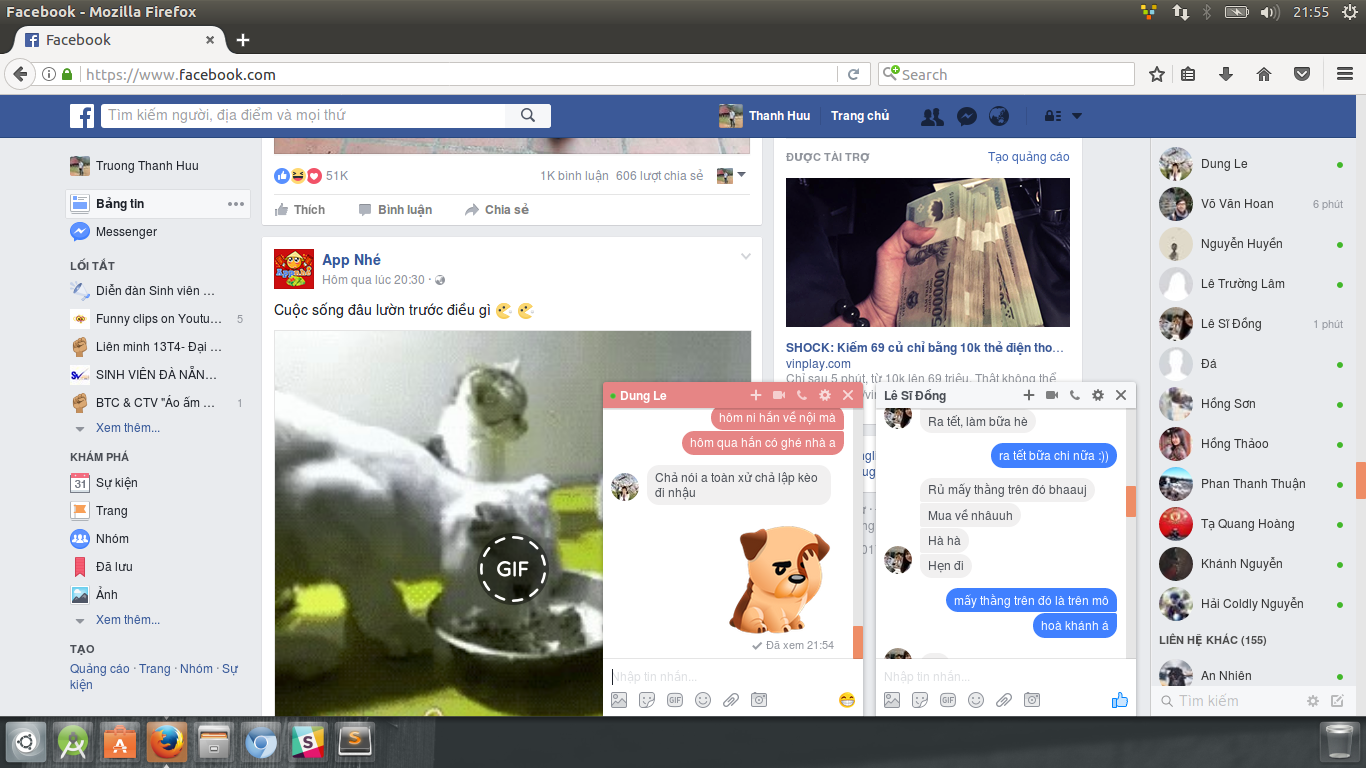 Facebook - Mozilla Firefox
21:55
Facebook
https://www.facebook.com
Search
Tìm kiếm người, địa điểm và mọi thứ
Thanh Huu
Trang chủ
Truong Thanh Huu
Bảng tin
Messenger
LỐI TẮT
Diễn đàn Sinh viên ...
Funny clips on Youtu... 5
Liên minh 13T4- Đại ...
SINH VIÊN ĐÀ NẴN...
BTC & CTV "Áo ấm ... 1
Xem thêm...
KHÁM PHÁ
Sự kiện
31
Trang
Nhóm
Đã lưu
Ảnh
Xem thêm...
TẠO
Quảng cáo · Trang · Nhóm · Sự
kiện
51K
1K bình luận 606 lượt chia sẻ
Thích
Bình luận
Chia sẻ
App Nhé
Hôm qua lúc 20:30 ·
Cuộc sống đâu lườn trước điều gì
GIF
ĐƯỢC TÀI TRỢ
Tạo quảng cáo
500000
SHOCK: Kiếm 69 củ chỉ bằng 10k thẻ điện tho...
vinplay.com
Chỉ sau 5 phút, từ 10k lên 69 triệu. Thật không thể
Dung Le
hôm ni hắn về nội mà
hôm qua hắn có ghé nhà a
Chả nói a toàn xử chả lập kèo
đi nhậu
Đã xem 21:54
Nhập tin nhắn...
GIF
Lê Sĩ Đồng
Ra tết, làm bữa hè
ra tết bữa chi nữa :))
Rủ mấy thằng trên đó bhaauj
Mua về nhâuuh
Hà hà
Hẹn đi
mấy thằng trên đó là trên mô
hoà khánh á
Nhập tin nhắn...
GIF
Dung Le
Võ Văn Hoan 6 phút
Nguyễn Huyền
Lê Trường Lâm
Lê Sĩ Đồng 1 phút
Đá
Hồng Sơn
Hồng Thảoo
Phan Thanh Thuận
Tạ Quang Hoàng
Khánh Nguyễn
Hải Coldly Nguyễn
LIÊN HỆ KHÁC (155)
An Nhiên
Tìm kiếm